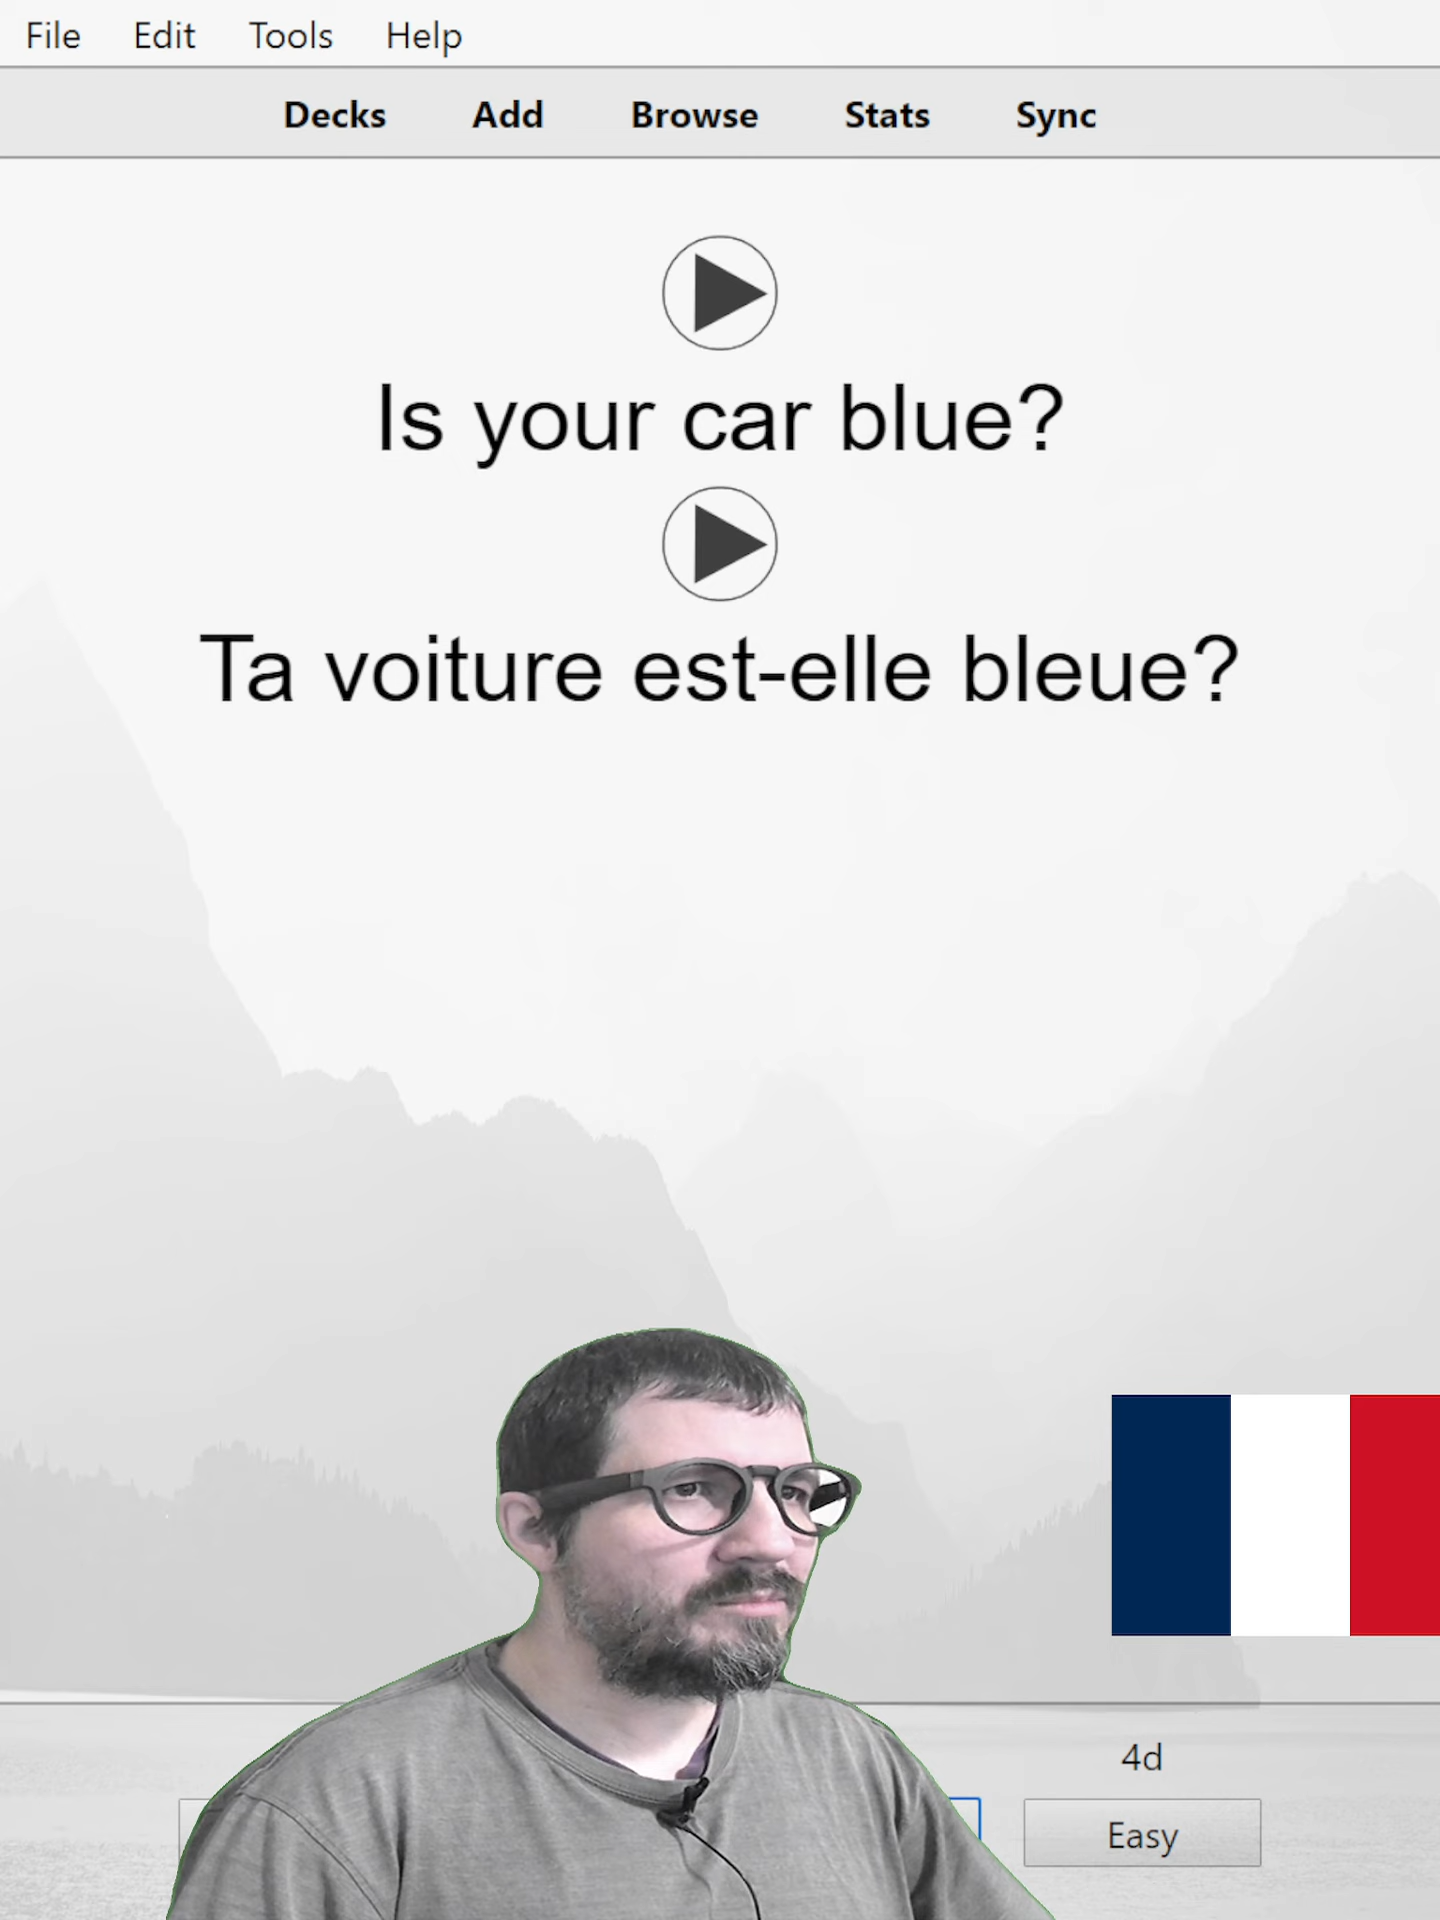 File Edit Tools Help
Decks Add Browse Stats Sync
Is your car blue?
Ta voiture est-elle bleue?
4d
Easy